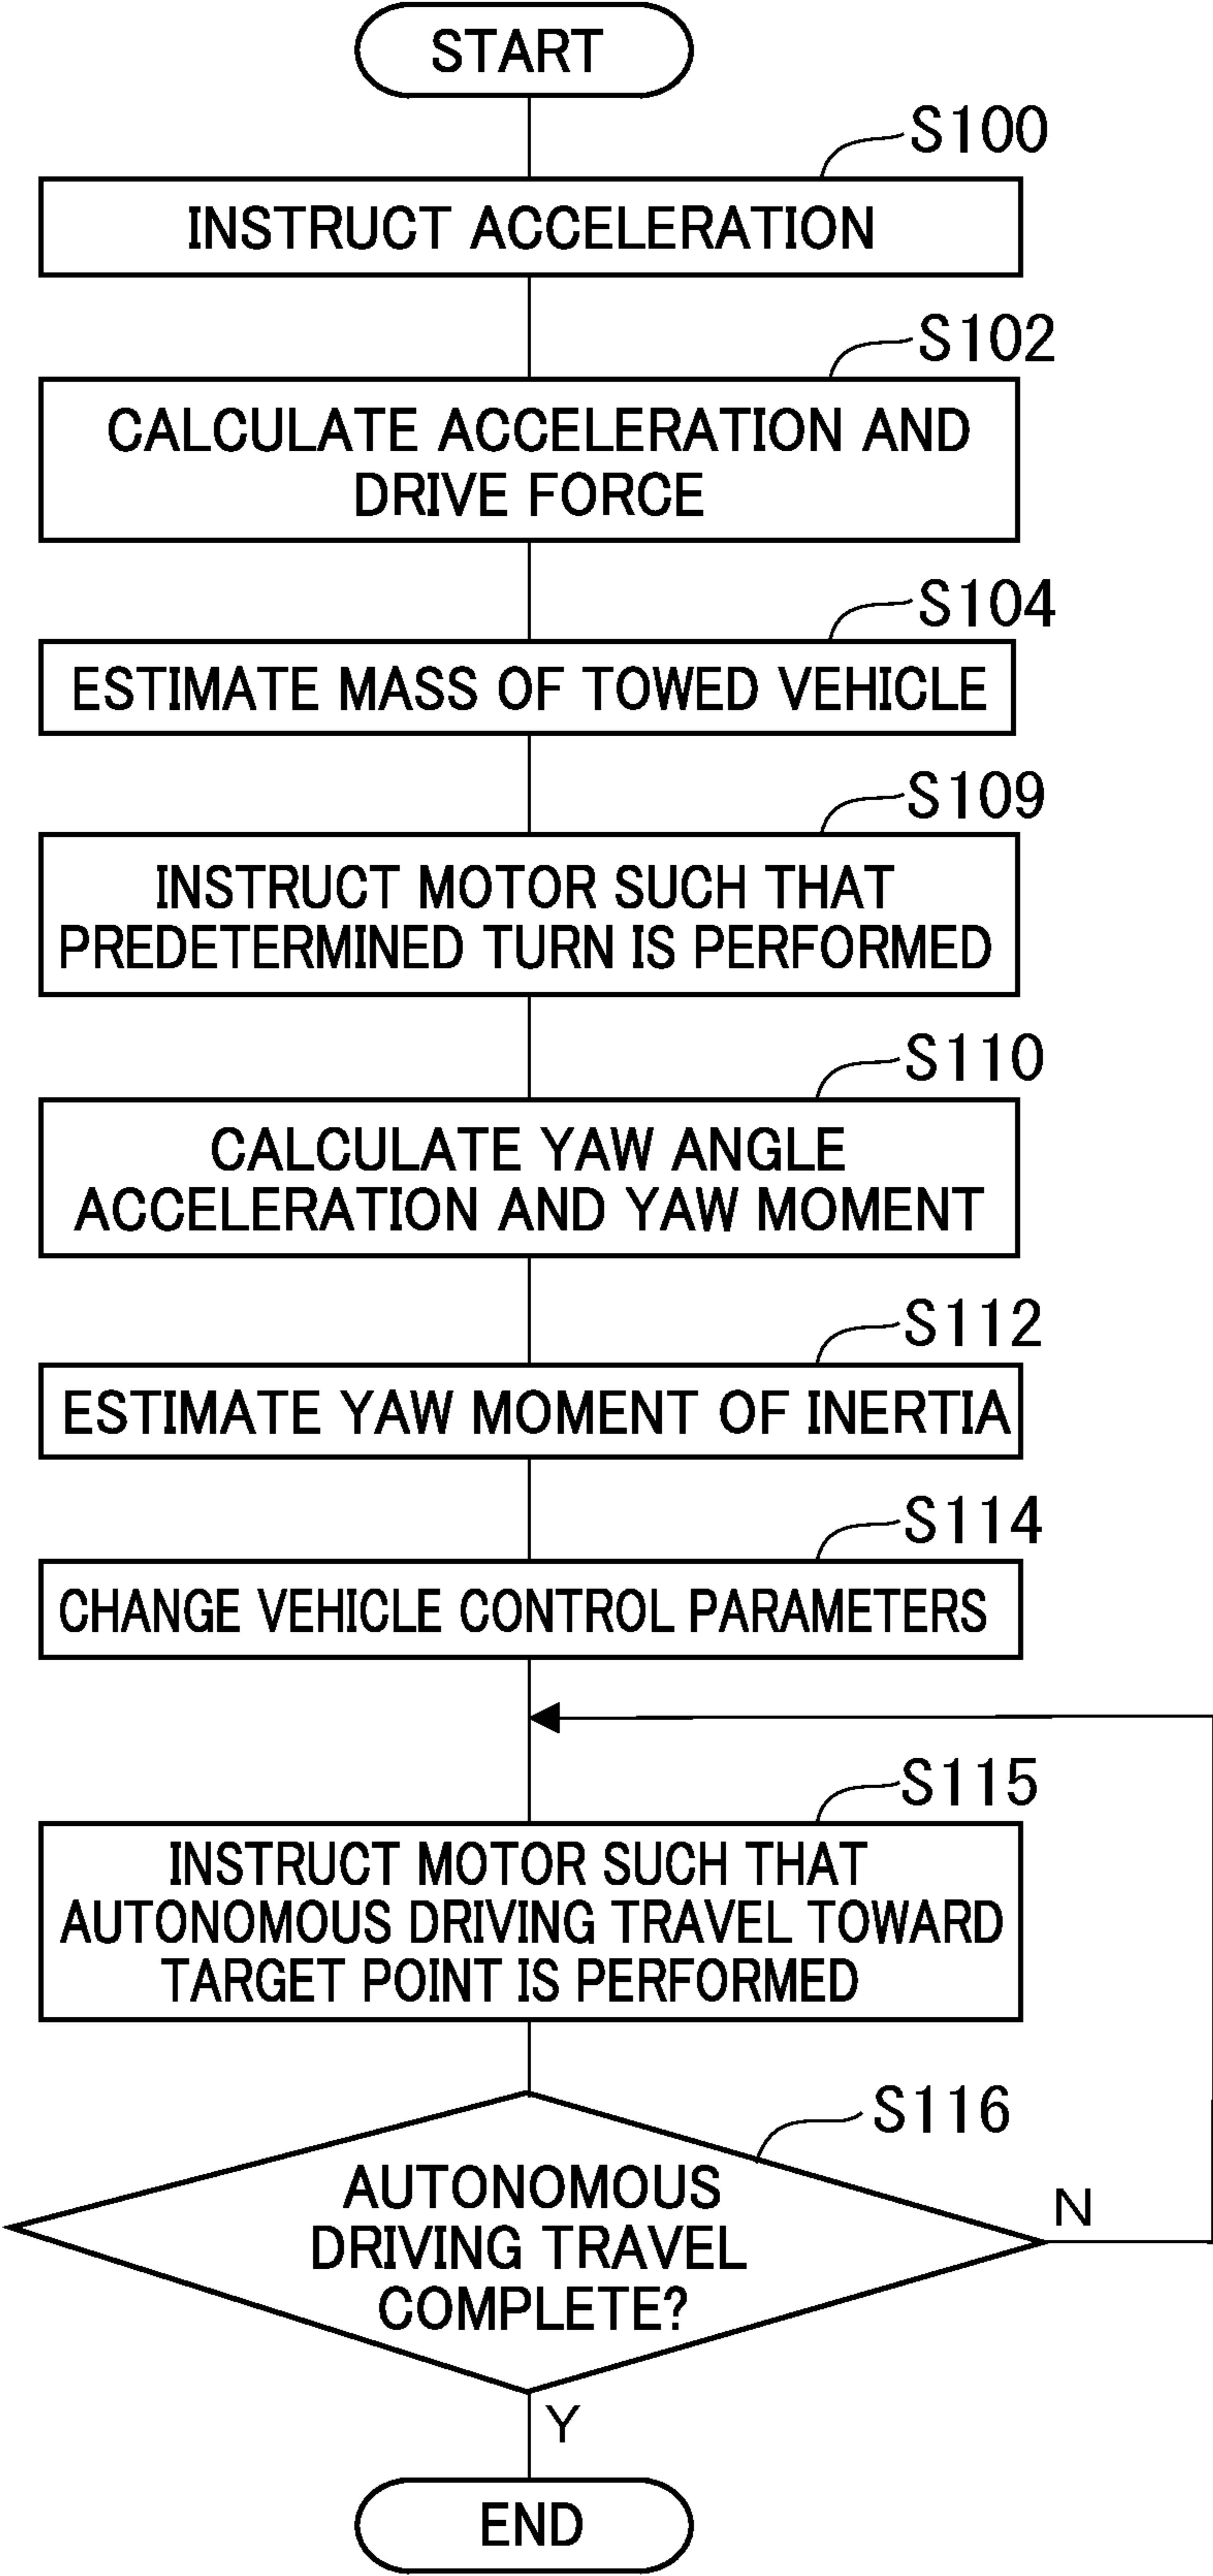 START
S100
INSTRUCT ACCELERATION
S102
CALCULATE ACCELERATION AND
DRIVE FORCE
S104
ESTIMATE MASS OF TOWED VEHICLE
S109
INSTRUCT MOTOR SUCH THAT
PREDETERMINED TURN IS PERFORMED
S110
CALCULATE YAW ANGLE
ACCELERATION AND YAW MOMENT
S112
ESTIMATE YAW MOMENT OF INERTIA
S114
CHANGE VEHICLE CONTROL PARAMETERS
S115
INSTRUCT MOTOR SUCH THAT
AUTONOMOUS DRIVING TRAVEL TOWARD
TARGET POINT IS PERFORMED
S116
AUTONOMOUS
DRIVING TRAVEL
COMPLETE?
N
Y
END